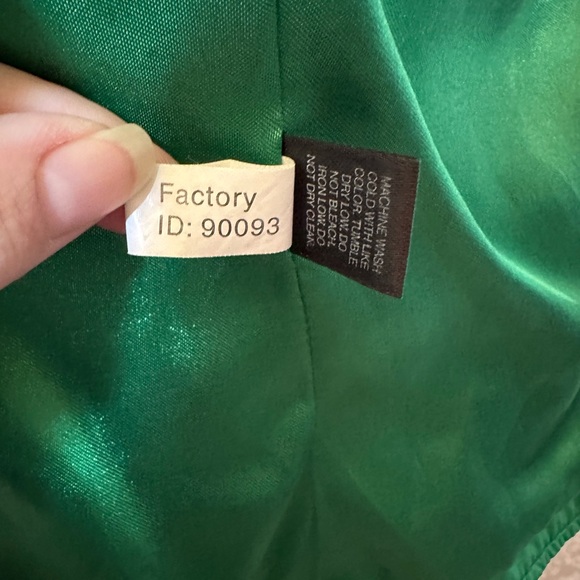 Factory
ID: 90093
MACHINE WASH
COLD WITH LIKE
COLOR. TUMBLE
DRY LOW. DO
NOT BLEACH.
IRON LOW. DO
NOT DRY CLEAN.